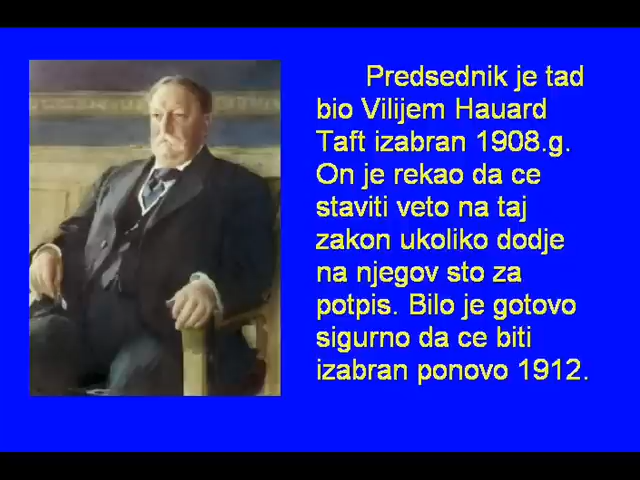 Predsednik je tad
bio Vilijem Hauard
Taft izabran 1908.g.
On je rekao da ce
staviti veto na taj
zakon ukoliko dodje
na njegov sto za
potpis. Bilo je gotovo
sigurno da ce biti
izabran ponovo 1912.